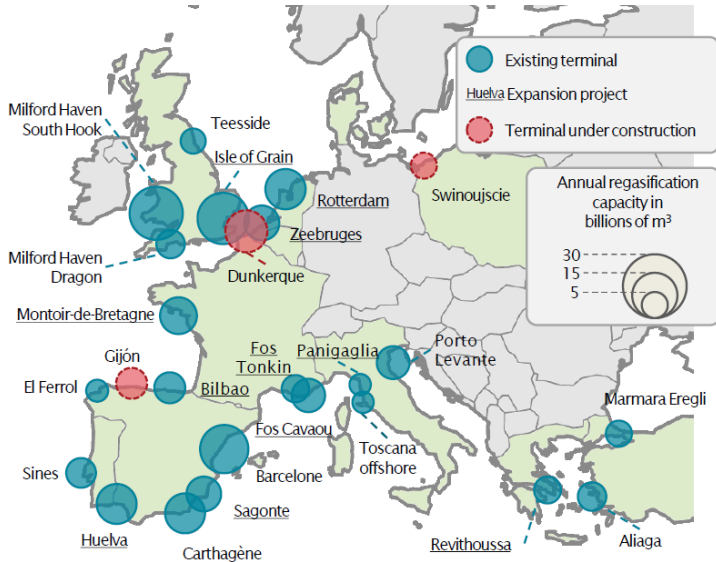 Existing terminal
Huelva Expansion project
Terminal under construction
Annual regasification
capacity in
billions of m³
30
15
5
Milford Haven
South Hook
Teesside
Isle of Grain
Rotterdam
Swinoujscie
Zeebruges
Milford Haven
Dragon
Dunkerque
Montoir-de-Bretagne
Gijón
Fos
Tonkin
Panigaglia
Porto
Levante
El Ferrol
Bilbao
Marmara Eregli
Fos Cavaou
Toscana
offshore
Barcelone
Sines
Sagonte
Huelva
Carthagène
Revithoussa
Aliaga